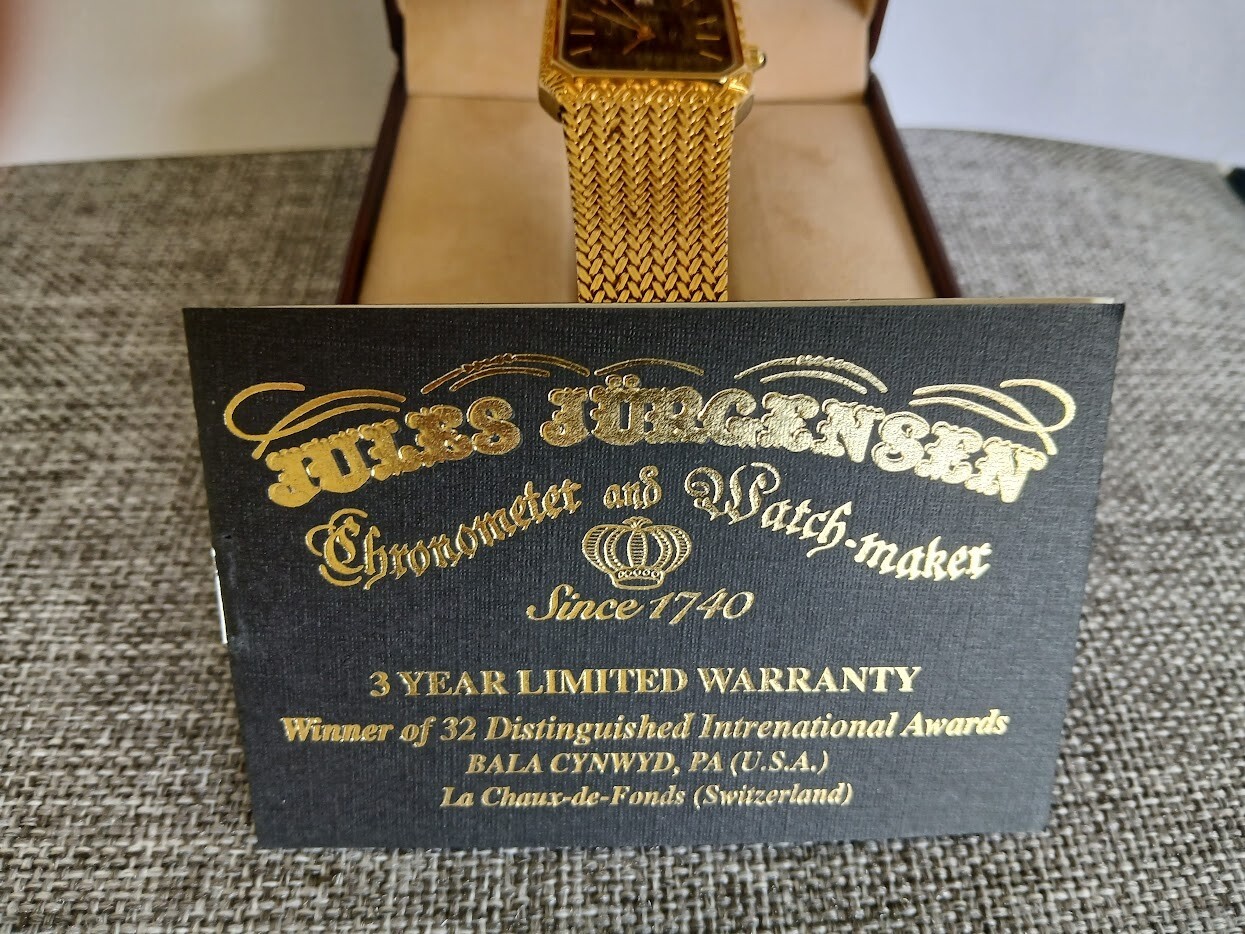 JULES JÜRGENSEN
Chronometer and Watch-maker
Since 1740
3 YEAR LIMITED WARRANTY
Winner of 32 Distinguished Intrenational Awards
BALA CYNWYD, PA (U.S.A.)
La Chaux-de-Fonds (Switzerland)